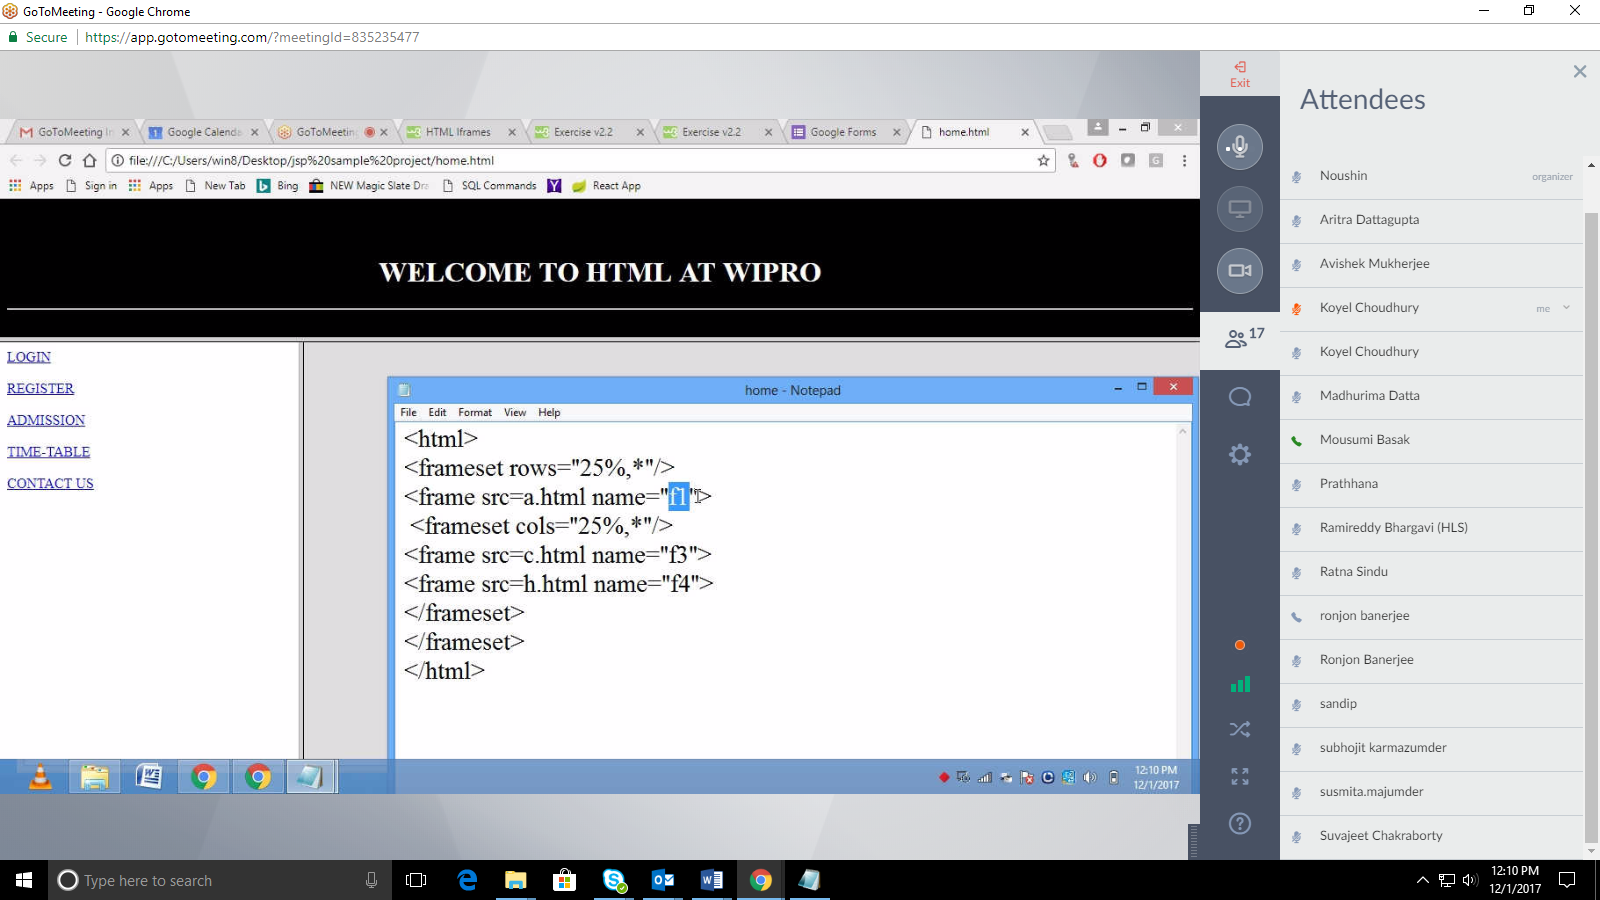 GoToMeeting - Google Chrome
Secure | https://app.gotomeeting.com/?meetingId=835235477
GoToMeeting
Google Calenda
GoToMeeting
HTML Iframes
Exercise v2.2
Exercise v2.2
Google Forms
home.html
file:///C:/Users/win8/Desktop/jsp%20sample%20project/home.html
Apps
Sign in
Apps
New Tab
Bing
NEW Magic Slate Dra
SQL Commands
React App
WELCOME TO HTML AT WIPRO
LOGIN
REGISTER
ADMISSION
TIME-TABLE
CONTACT US
home - Notepad
File Edit Format View Help
<html>
<frameset rows="25%,*"/>
<frame src=a.html name="f1">
<frameset cols="25%,*"/>
<frame src=c.html name="f3">
<frame src=h.html name="f4">
</frameset>
</frameset>
</html>
12:10 PM
12/1/2017
Exit
17
Attendees
Noushin organizer
Aritra Dattagupta
Avishek Mukherjee
Koyel Choudhury me
Koyel Choudhury
Madhurima Datta
Mousumi Basak
Prathhana
Ramireddy Bhargavi (HLS)
Ratna Sindu
ronjon banerjee
Ronjon Banerjee
sandip
subhojit karmazumder
susmita.majumder
Suvajeet Chakraborty
Type here to search
12:10 PM
12/1/2017